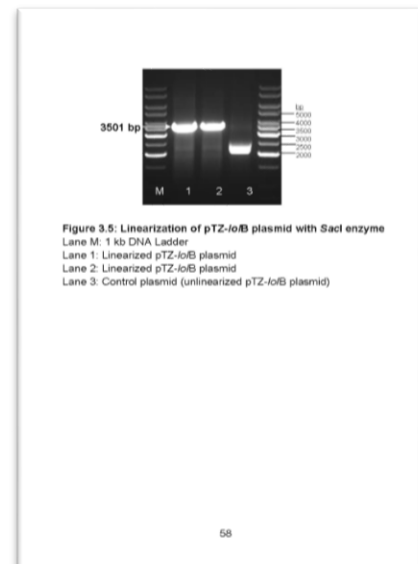 bp
5000
4000
3500
3000
2500
2000
3501 bp
M 1 2 3
Figure 3.5: Linearization of pTZ-lolB plasmid with SacI enzyme
Lane M: 1 kb DNA Ladder
Lane 1: Linearized pTZ-lolB plasmid
Lane 2: Linearized pTZ-lolB plasmid
Lane 3: Control plasmid (unlinearized pTZ-lolB plasmid)
58